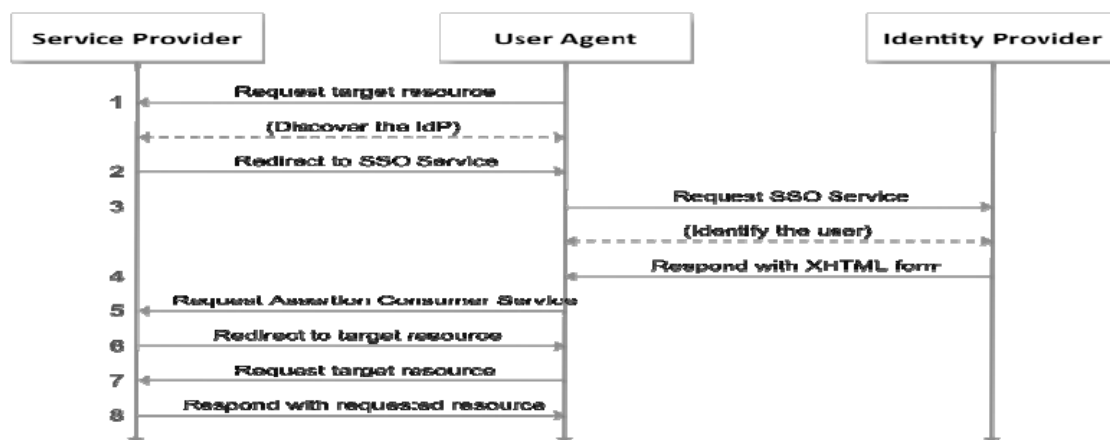 Service Provider
User Agent
Identity Provider
1 Request target resource
(Discover the IdP)
2 Redirect to SSO Service
3 Request SSO Service
(Identify the user)
4 Respond with XHTML form
5 Request Assertion Consumer Service
6 Redirect to target resource
7 Request target resource
8 Respond with requested resource